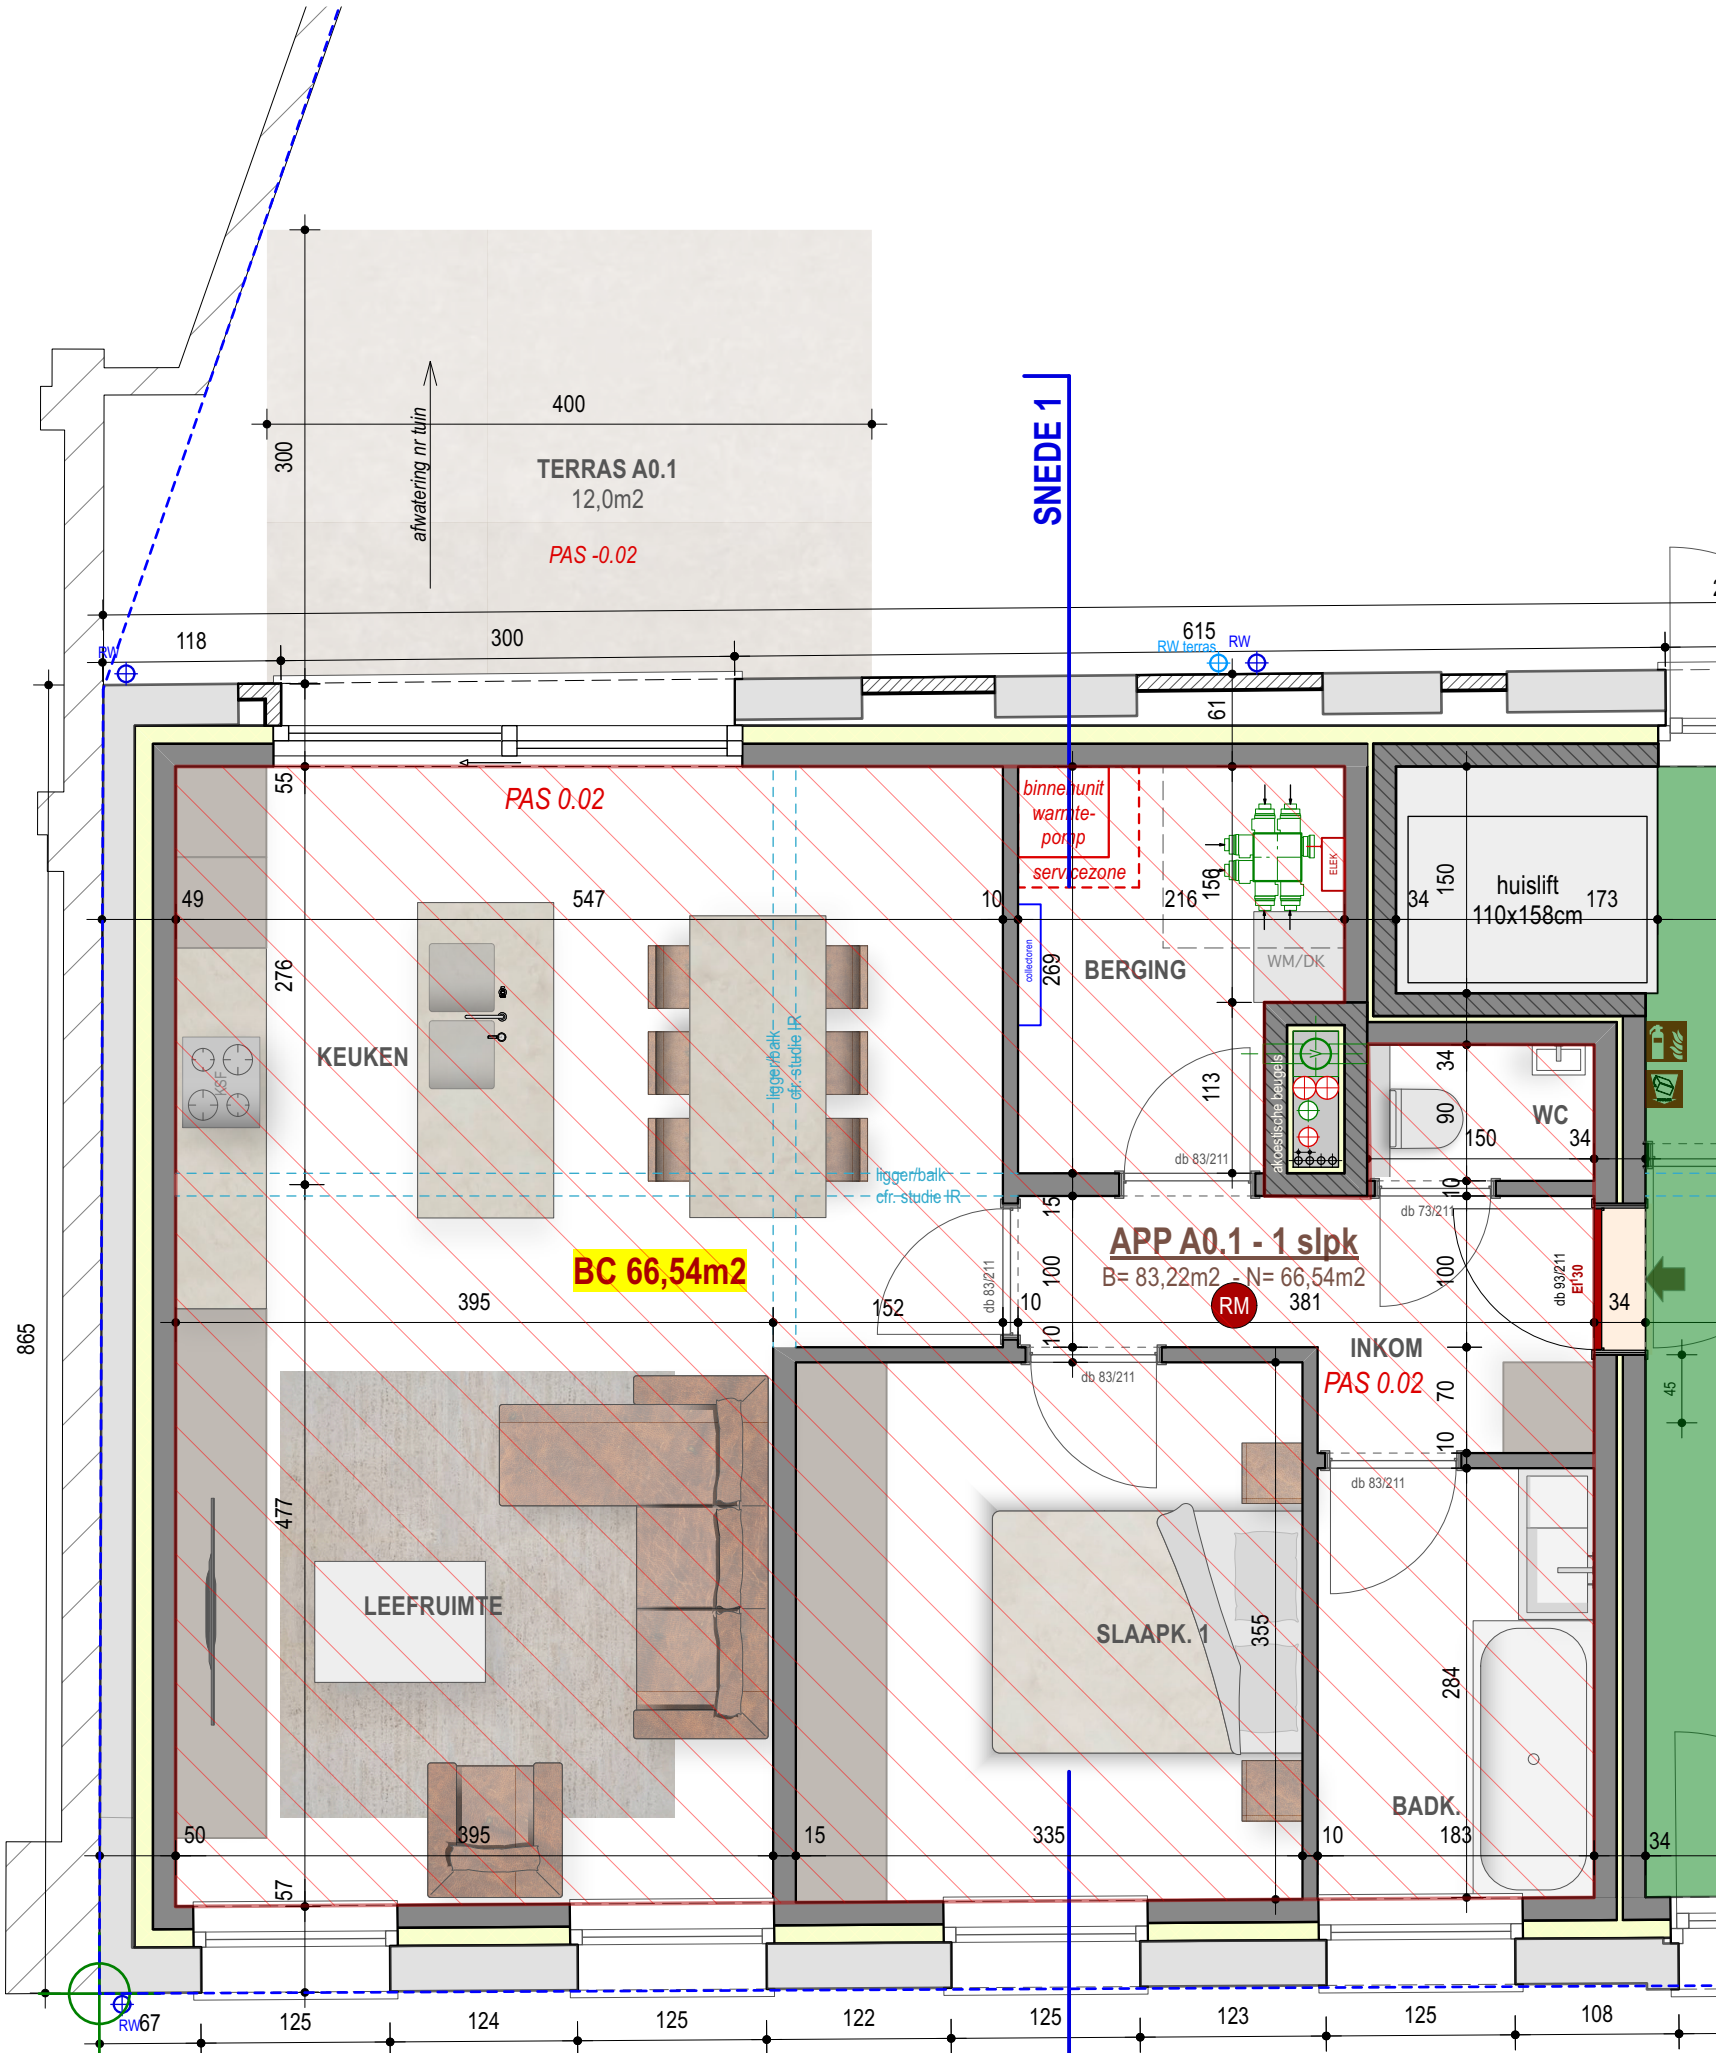 400
300
afwatering nr tuin
TERRAS A0.1
12,0m2
PAS -0.02
SNEDE 1
118
300
615
RW
RW terras
RW
61
55
PAS 0.02
binnenunit
warmte-
pomp
servicezone
ELEK
156
150
huislift
110x158cm
49
547
10
216
34
173
276
collectoren
269
BERGING
WM/DK
KEUKEN
KSF
ligger/balk
cfr. studie IR
113
akoestische beugels
V
34
90
WC
150
34
db 83/211
ligger/balk
cfr. studie IR
15
10
db 73/211
APP A0.1 - 1 slpk
B= 83,22m2 - N= 66,54m2
BC 66,54m2
100
100
db 83/211
db 93/211
EI¹30
395
152
10
RM
381
34
865
10
INKOM
PAS 0.02
db 83/211
70
45
10
db 83/211
477
LEEFRUIMTE
SLAAPK. 1
355
284
BADK.
50
395
15
335
10
183
34
57
RW
67
125
124
125
122
125
123
125
108